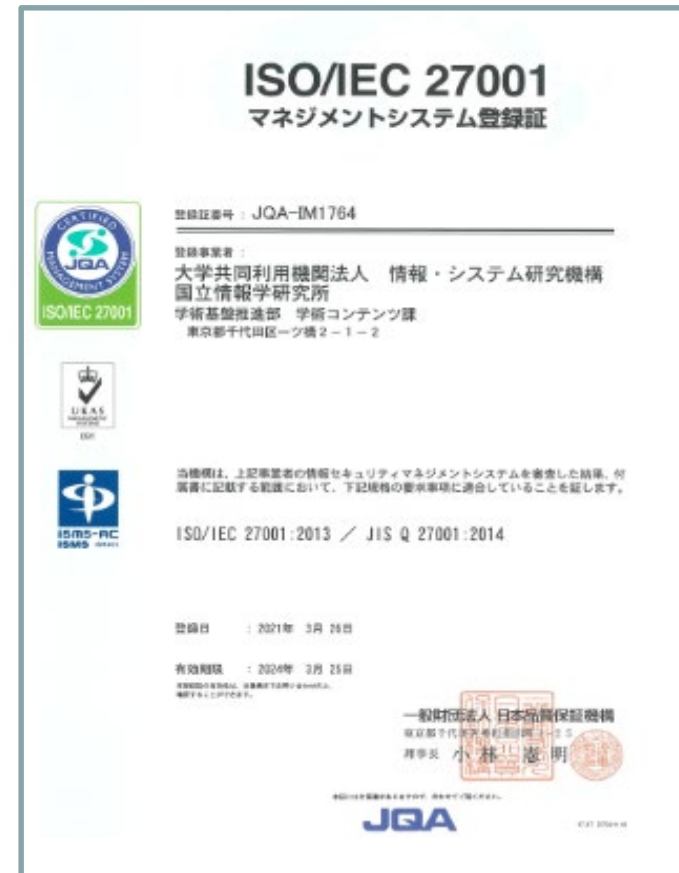 ISO/IEC 27001
マネジメントシステム登録証
CERTIFIED
MANAGEMENT SYSTEM
JQA
ISO/IEC 27001
登録証番号 : JQA-IM1764
登録事業者 :
大学共同利用機関法人 情報・システム研究機構
国立情報学研究所
学術基盤推進部 学術コンテンツ課
東京都千代田区一ツ橋2-1-2
UKAS
MANAGEMENT
SYSTEMS
ISMS-AC
ISMS
当機構は、上記事業者の情報セキュリティマネジメントシステムを審査した結果、付
属書に記載する範囲において、下記規格の要求事項に適合していることを証します。
ISO/IEC 27001:2013 / JIS Q 27001:2014
登録日 : 2021年 3月 26日
有効期限 : 2024年 3月 25日
一般財団法人 日本品質保証機構
理事長 小林 憲明
JQA